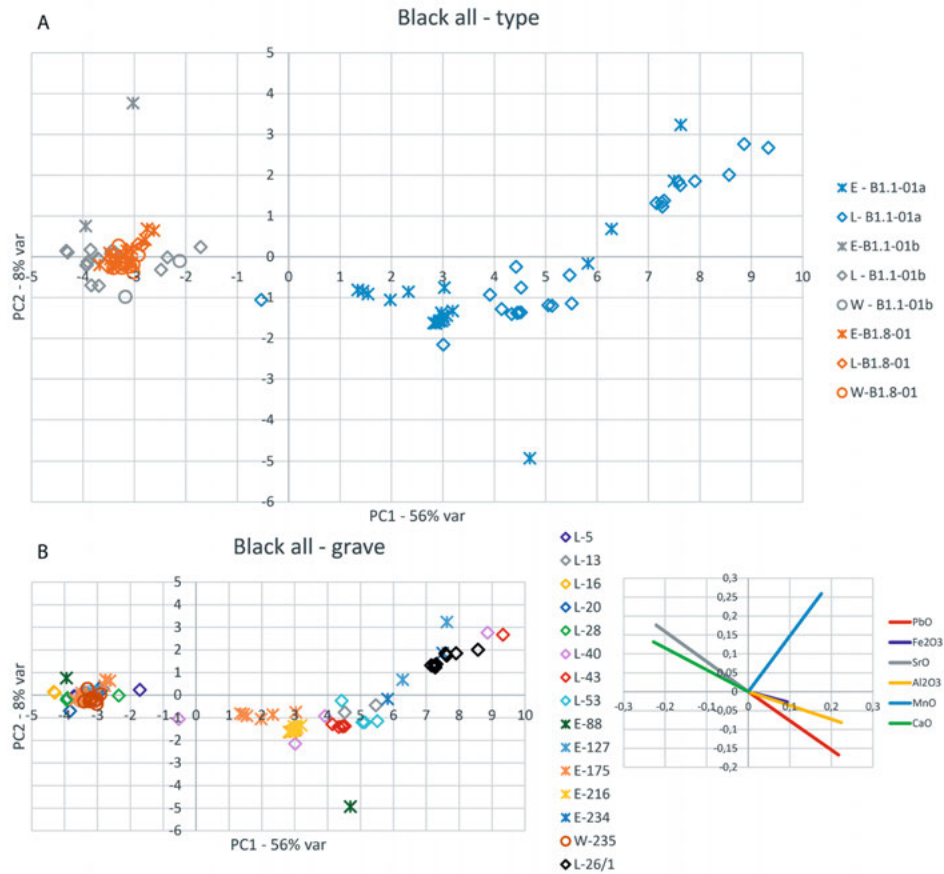 A
Black all - type
5
4
3
2
1
0
-1
-2
-3
-4
-5
-6
-5 -4 -3 -2 -1 0 1 2 3 4 5 6 7 8 9 10
PC2 - 8% var
PC1 - 56% var
E - B1.1-01a
L- B1.1-01a
E-B1.1-01b
L - B1.1-01b
W - B1.1-01b
E-B1.8-01
L-B1.8-01
W-B1.8-01
B
Black all - grave
5
4
3
2
1
0
-1
-2
-3
-4
-5
-6
-5 -4 -3 -2 -1 0 1 2 3 4 5 6 7 8 9 10
PC2 - 8% var
PC1 - 56% var
L-5
L-13
L-16
L-20
L-28
L-40
L-43
L-53
E-88
E-127
E-175
E-216
E-234
W-235
L-26/1
0,3
0,25
0,2
0,15
0,1
0,05
0
-0,05
-0,1
-0,15
-0,2
-0,3 -0,2 -0,1 0 0,1 0,2 0,3
PbO
Fe2O3
SrO
Al2O3
MnO
CaO